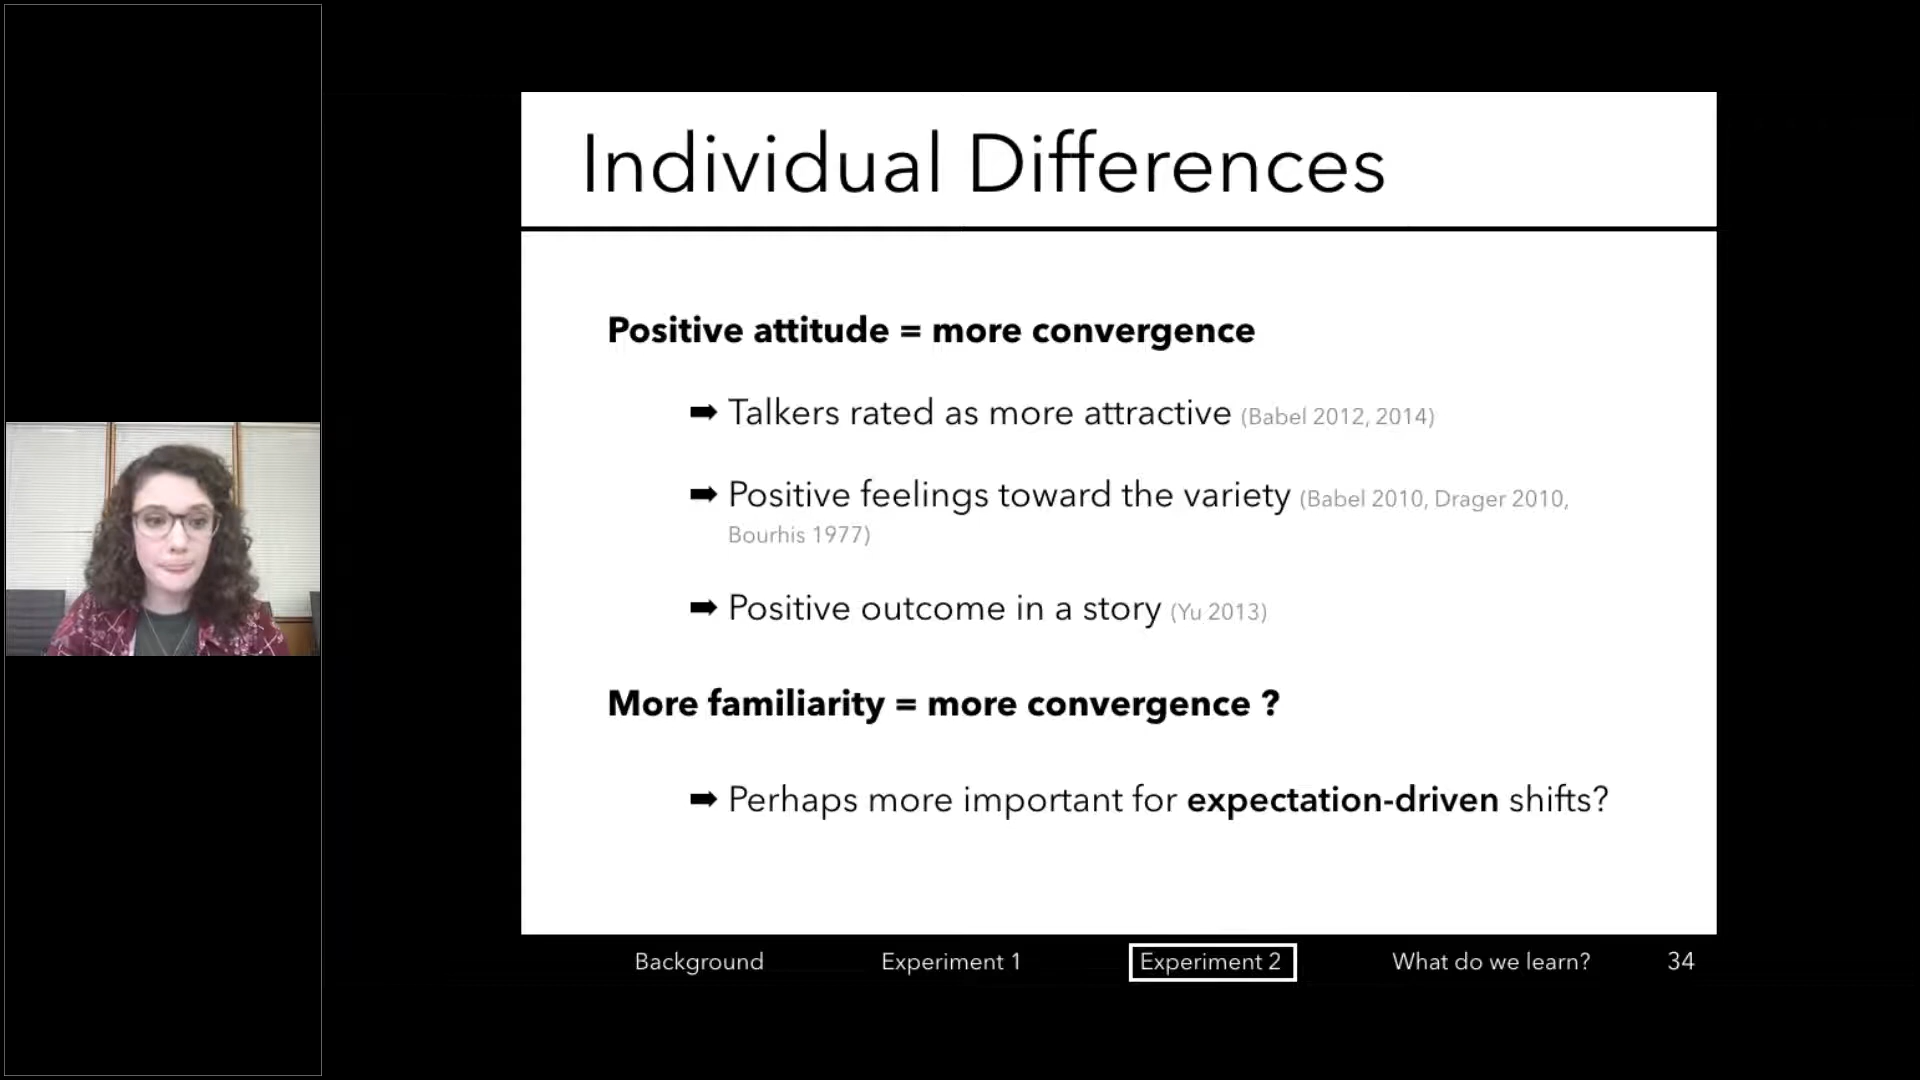 Individual Differences
Positive attitude = more convergence
➡ Talkers rated as more attractive (Babel 2012, 2014)
➡ Positive feelings toward the variety (Babel 2010, Drager 2010,
Bourhis 1977)
➡ Positive outcome in a story (Yu 2013)
More familiarity = more convergence ?
➡ Perhaps more important for expectation-driven shifts?
Background Experiment 1 Experiment 2 What do we learn? 34